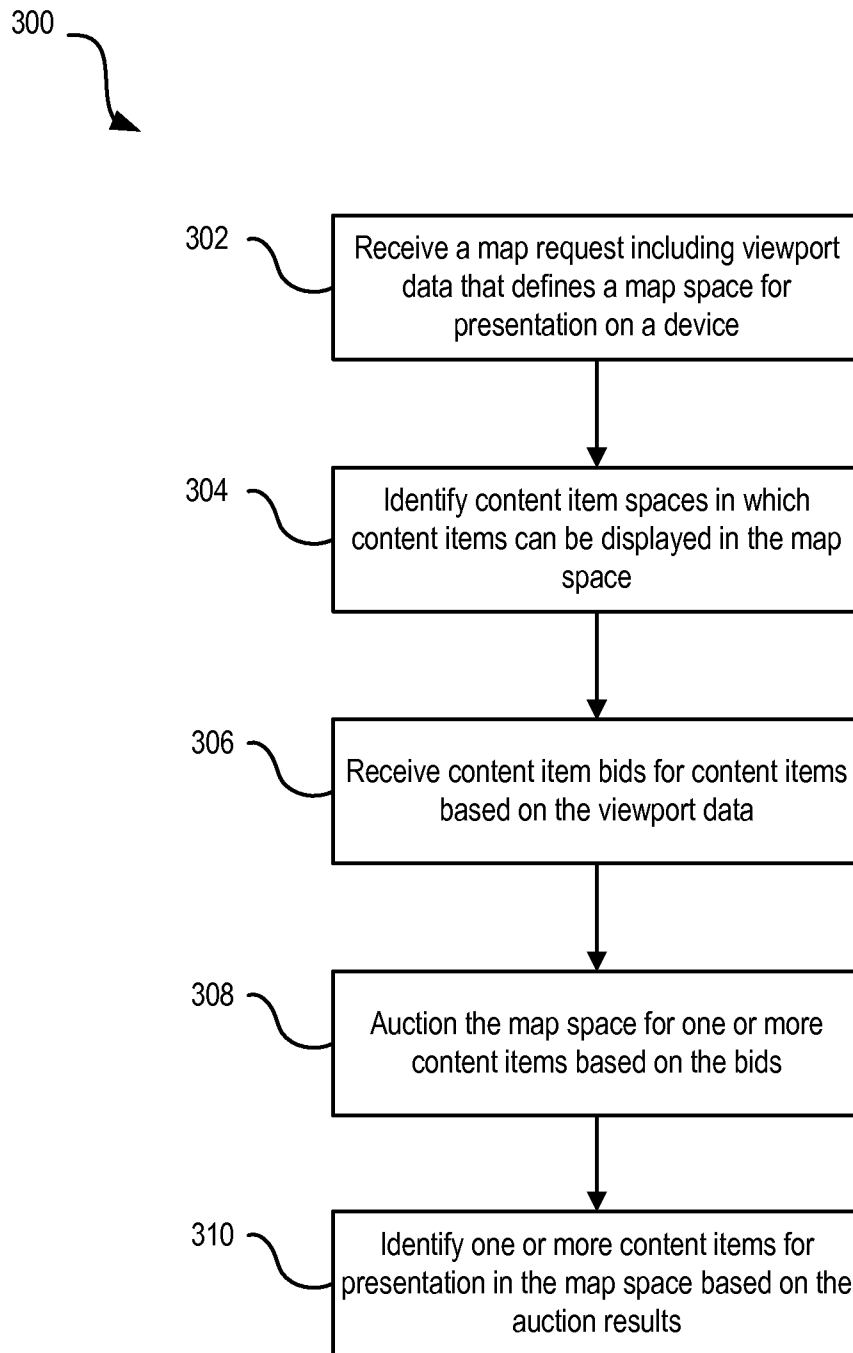 300
302
Receive a map request including viewport
data that defines a map space for
presentation on a device
304
Identify content item spaces in which
content items can be displayed in the map
space
306
Receive content item bids for content items
based on the viewport data
308
Auction the map space for one or more
content items based on the bids
310
Identify one or more content items for
presentation in the map space based on the
auction results